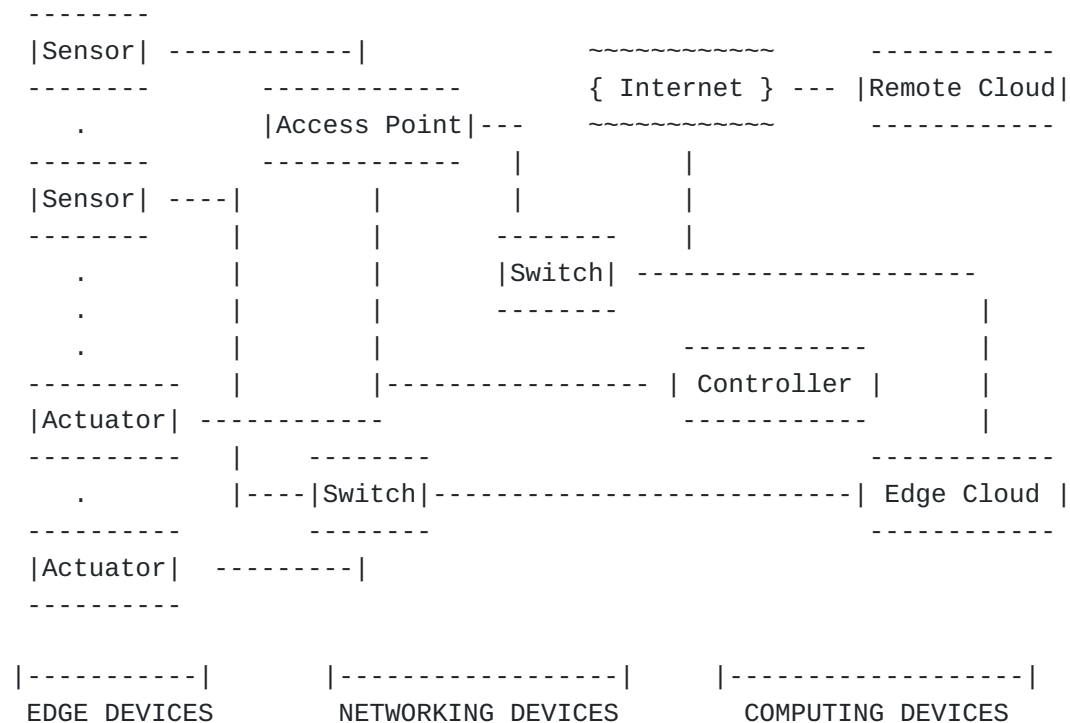 Sensor
{ Internet } Remote Cloud
Access Point
Sensor
Switch
Controller
Actuator
Switch Edge Cloud
Actuator
EDGE DEVICES NETWORKING DEVICES COMPUTING DEVICES